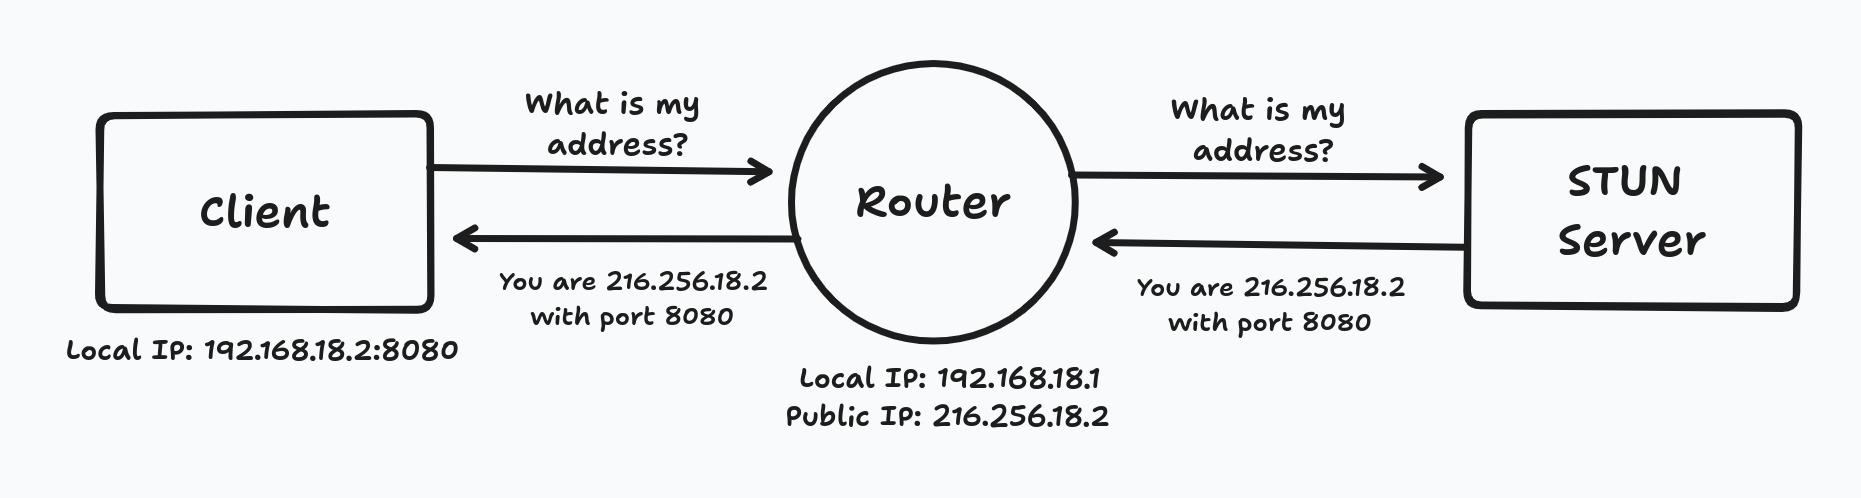 What is my
address?
What is my
address?
Client
Router
STUN
Server
You are 216.256.18.2
with port 8080
You are 216.256.18.2
with port 8080
Local IP: 192.168.18.2:8080
Local IP: 192.168.18.1
Public IP: 216.256.18.2